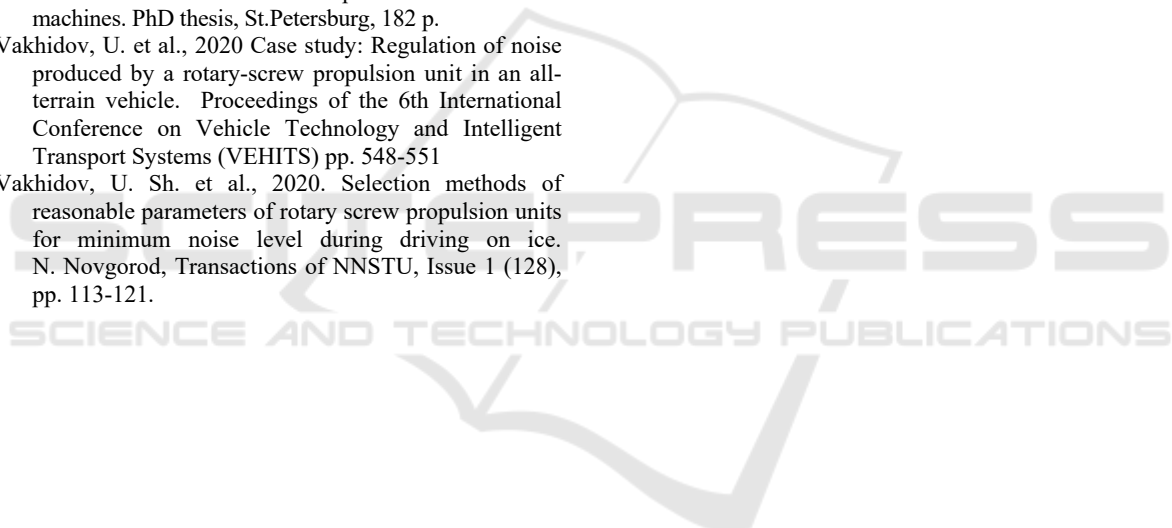 machines. PhD thesis, St.Petersburg, 182 p.
Vakhidov, U. et al., 2020 Case study: Regulation of noise
produced by a rotary-screw propulsion unit in an all-
terrain vehicle. Proceedings of the 6th International
Conference on Vehicle Technology and Intelligent
Transport Systems (VEHITS) pp. 548-551
Vakhidov, U. Sh. et al., 2020. Selection methods of
reasonable parameters of rotary screw propulsion units
for minimum noise level during driving on ice.
N. Novgorod, Transactions of NNSTU, Issue 1 (128),
pp. 113-121.
SCITEPRESS
SCIENCE AND TECHNOLOGY PUBLICATIONS